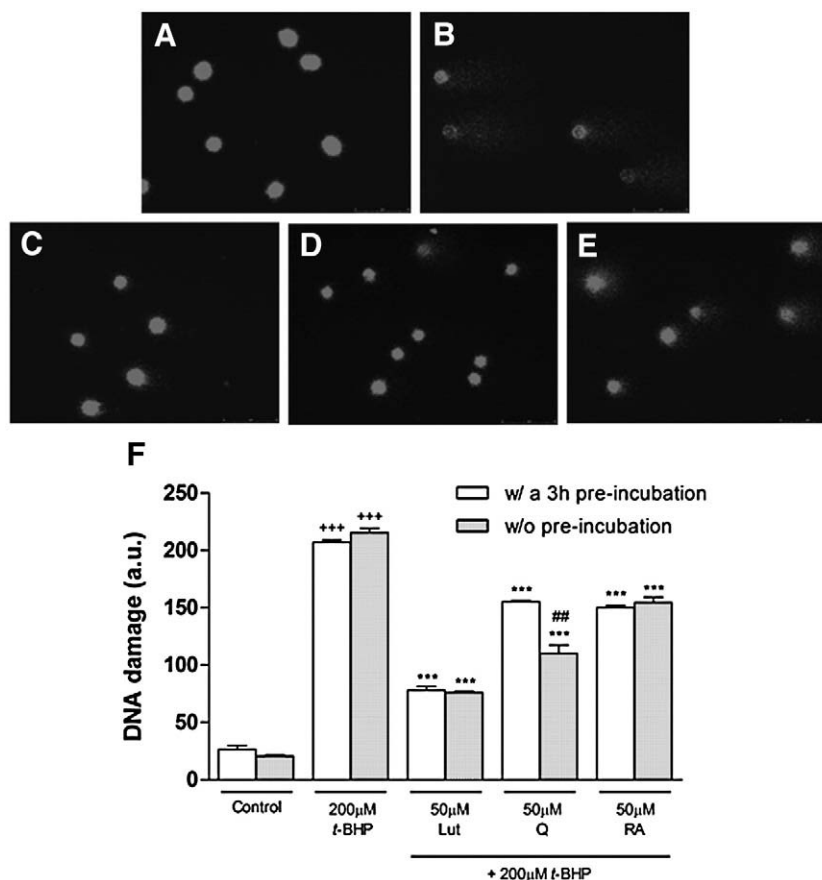 A
B
C
D
E
F
w/ a 3h pre-incubation
w/o pre-incubation
DNA damage (a.u.)
250
200
150
100
50
0
+++
+++
***
***
***
##
***
***
***
Control
200µM
t-BHP
50µM
Lut
50µM
Q
50µM
RA
+ 200µM t-BHP